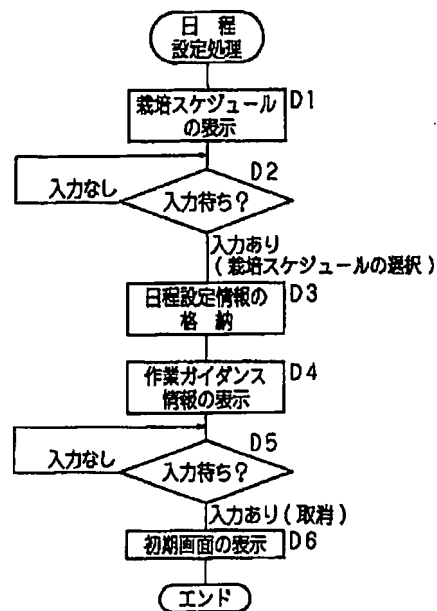 日 程
設定処理
栽培スケジュール
の表示
D1
D2
入力なし
入力待ち?
入力あり
(栽培スケジュールの選択)
日程設定情報の
格 納
D3
作業ガイダンス
情報の表示
D4
D5
入力なし
入力待ち?
入力あり(取消)
初期画面の表示
D6
エンド